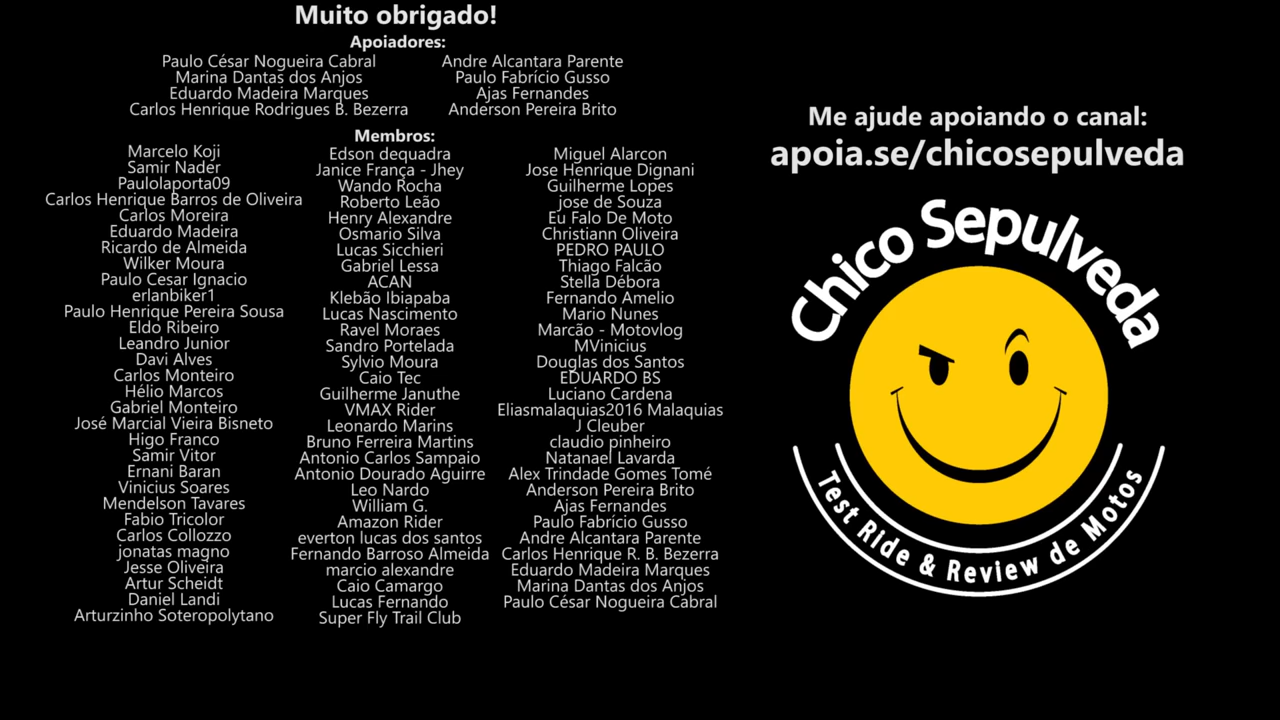 Muito obrigado!
Apoiadores:
Paulo César Nogueira Cabral
Marina Dantas dos Anjos
Eduardo Madeira Marques
Carlos Henrique Rodrigues B. Bezerra
Andre Alcantara Parente
Paulo Fabrício Gusso
Ajas Fernandes
Anderson Pereira Brito
Membros:
Marcelo Koji
Samir Nader
Paulolaporta09
Carlos Henrique Barros de Oliveira
Carlos Moreira
Eduardo Madeira
Ricardo de Almeida
Wilker Moura
Paulo Cesar Ignacio
erlanbiker1
Paulo Henrique Pereira Sousa
Eldo Ribeiro
Leandro Junior
Davi Alves
Carlos Monteiro
Hélio Marcos
Gabriel Monteiro
José Marcial Vieira Bisneto
Higo Franco
Samir Vitor
Ernani Baran
Vinicius Soares
Mendelson Tavares
Fabio Tricolor
Carlos Collozzo
jonatas magno
Jesse Oliveira
Artur Scheidt
Daniel Landi
Arturzinho Soteropolytano
Edson dequadra
Janice França - Jhey
Wando Rocha
Roberto Leão
Henry Alexandre
Osmario Silva
Lucas Sicchieri
Gabriel Lessa
ACAN
Klebão Ibiapaba
Lucas Nascimento
Ravel Moraes
Sandro Portelada
Sylvio Moura
Caio Tec
Guilherme Januthe
VMAX Rider
Leonardo Marins
Bruno Ferreira Martins
Antonio Carlos Sampaio
Antonio Dourado Aguirre
Leo Nardo
William G.
Amazon Rider
everton lucas dos santos
Fernando Barroso Almeida
marcio alexandre
Caio Camargo
Lucas Fernando
Super Fly Trail Club
Miguel Alarcon
Jose Henrique Dignani
Guilherme Lopes
jose de Souza
Eu Falo De Moto
Christiann Oliveira
PEDRO PAULO
Thiago Falcão
Stella Débora
Fernando Amelio
Mario Nunes
Marcão - Motovlog
MVinicius
Douglas dos Santos
EDUARDO BS
Luciano Cardena
Eliasmalaquias2016 Malaquias
J Cleuber
claudio pinheiro
Natanael Lavarda
Alex Trindade Gomes Tomé
Anderson Pereira Brito
Ajas Fernandes
Paulo Fabrício Gusso
Andre Alcantara Parente
Carlos Henrique R. B. Bezerra
Eduardo Madeira Marques
Marina Dantas dos Anjos
Paulo César Nogueira Cabral
Me ajude apoiando o canal:
apoia.se/chicosepulveda
Chico Sepulveda
Test Ride & Review de Motos